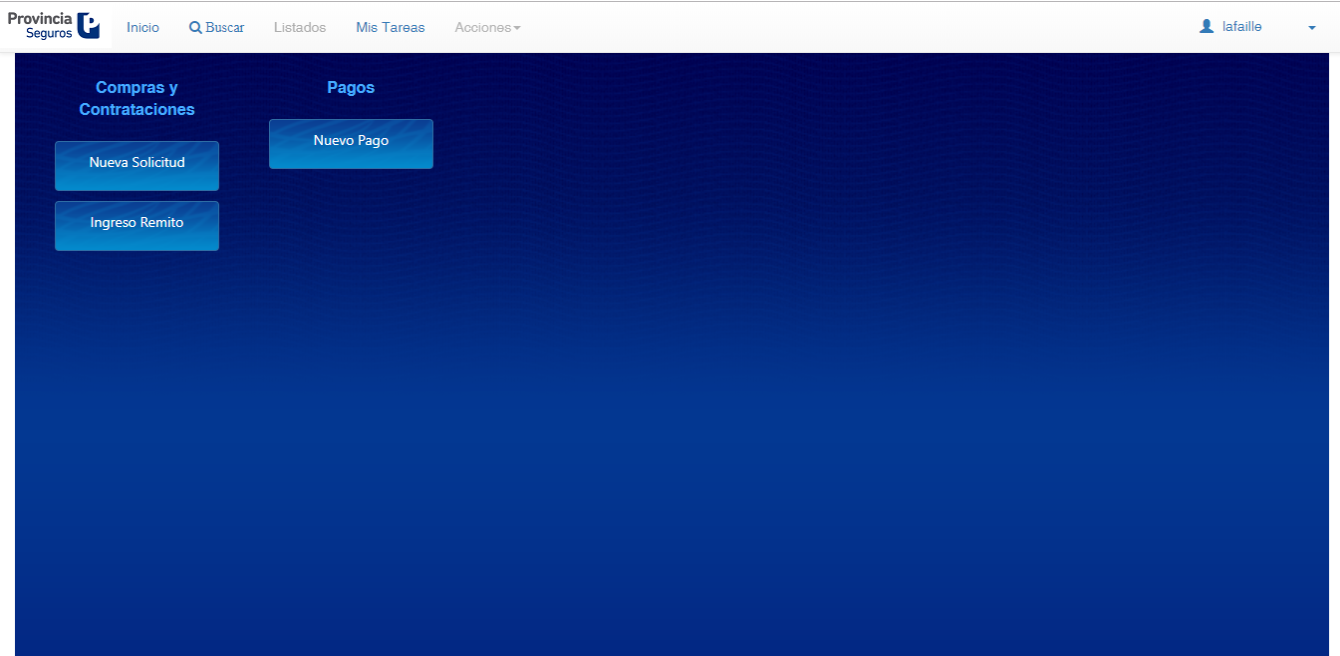 Provincia
Seguros
Inicio
Buscar
Listados
Mis Tareas
Acciones
lafaille
Compras y
Contrataciones
Nueva Solicitud
Ingreso Remito
Pagos
Nuevo Pago